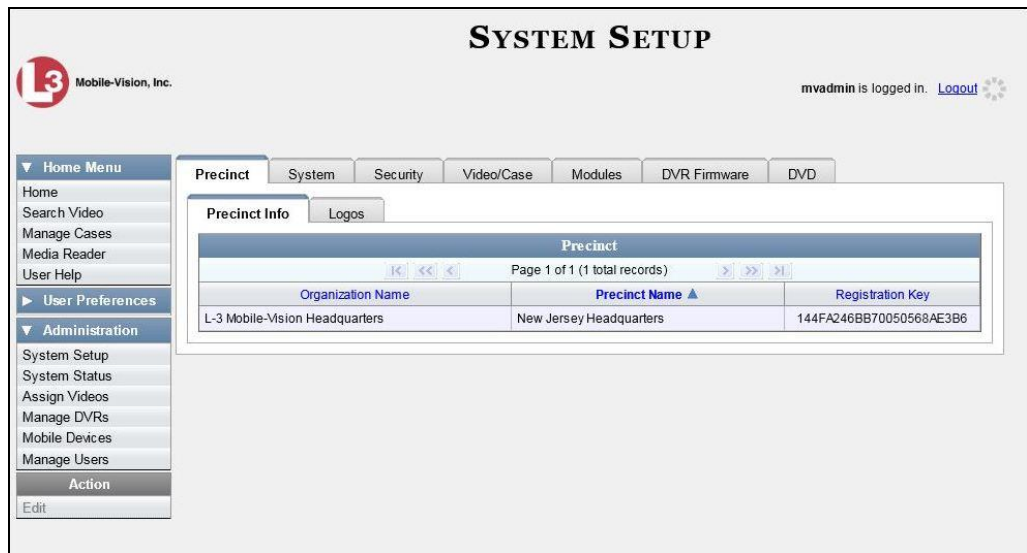 SYSTEM SETUP
L3 Mobile-Vision, Inc.
mvadmin is logged in. Logout
Home Menu
Home
Search Video
Manage Cases
Media Reader
User Help
User Preferences
Administration
System Setup
System Status
Assign Videos
Manage DVRs
Mobile Devices
Manage Users
Action
Edit
Precinct System Security Video/Case Modules DVR Firmware DVD
Precinct Info Logos
Precinct
Page 1 of 1 (1 total records)
Organization Name Precinct Name Registration Key
L-3 Mobile-Vision Headquarters New Jersey Headquarters 144FA246BB70050568AE3B6